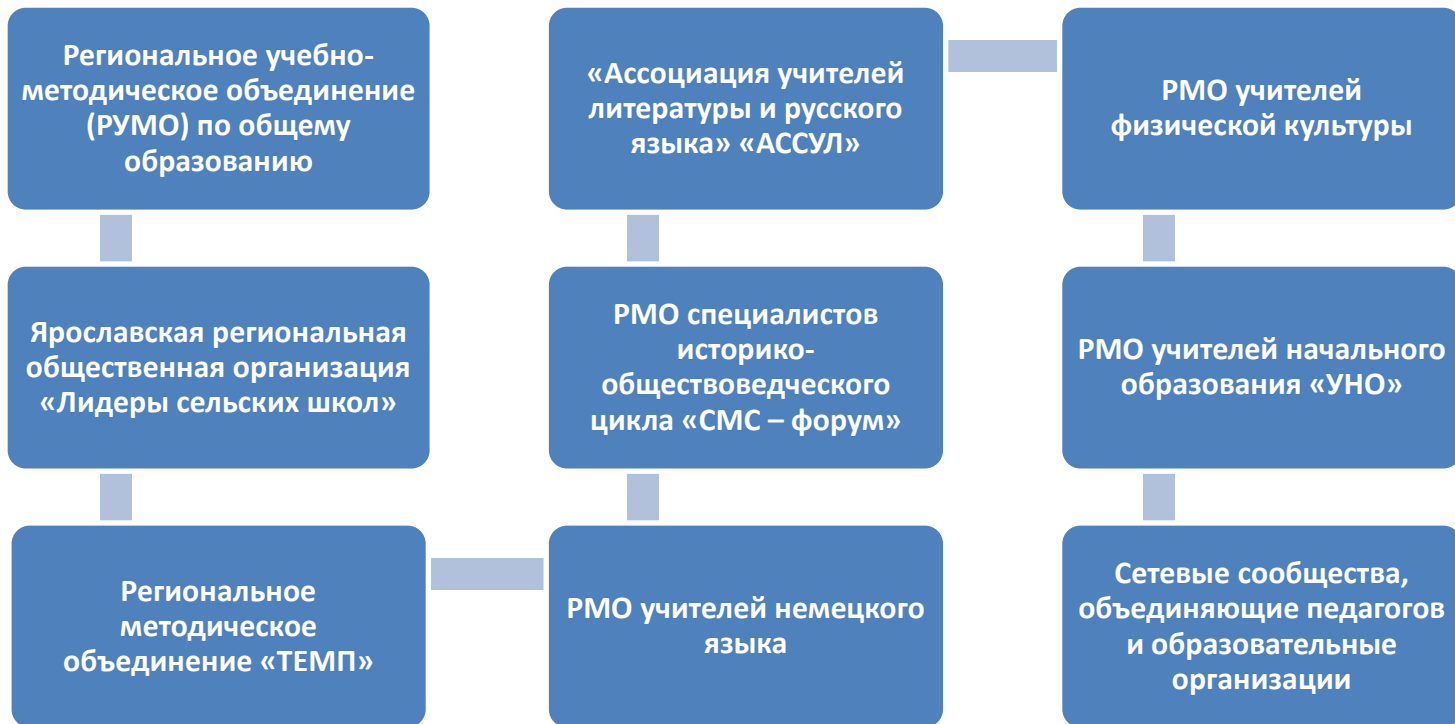 Региональное учебно-
методическое объединение
(РУМО) по общему
образованию
Ярославская региональная
общественная организация
«Лидеры сельских школ»
Региональное
методическое
объединение «ТЕМП»
РМО учителей немецкого
языка
РМО специалистов
историко-
обществоведческого
цикла «СМС – форум»
«Ассоциация учителей
литературы и русского
языка» «АССУЛ»
РМО учителей
физической культуры
РМО учителей начального
образования «УНО»
Сетевые сообщества,
объединяющие педагогов
и образовательные
организации